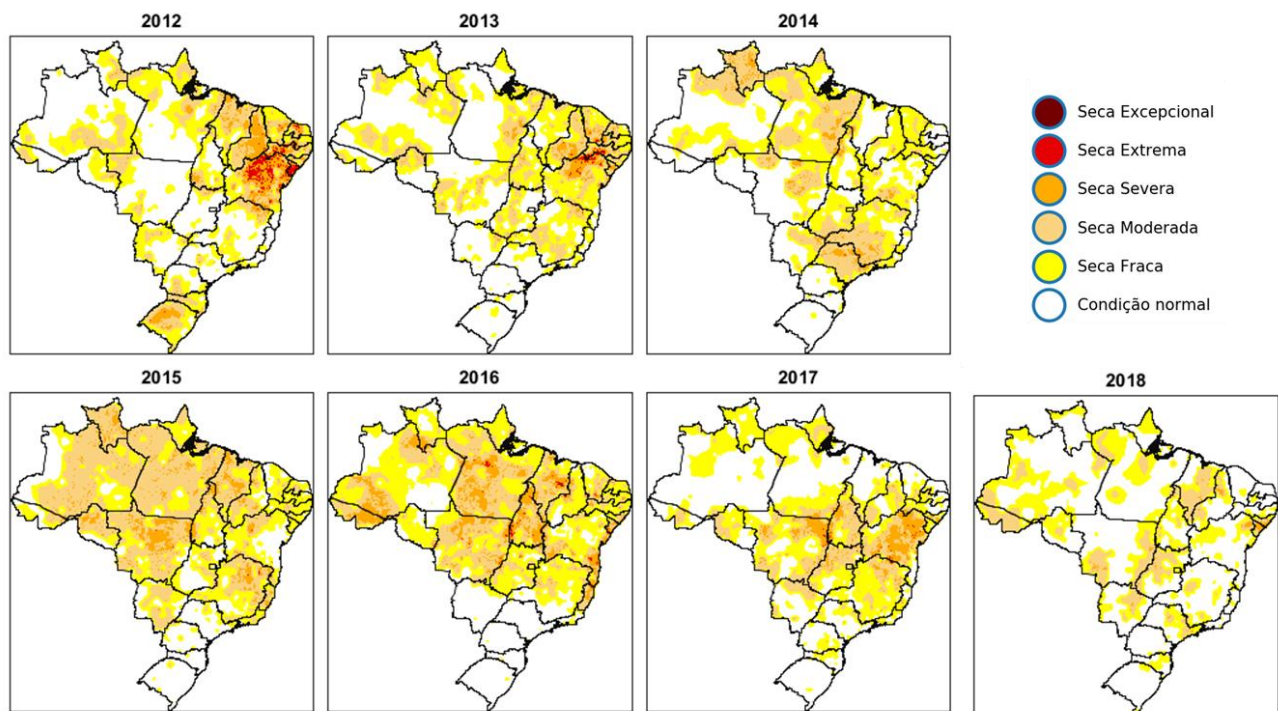 2012
2013
2014
Seca Excepcional
Seca Extrema
Seca Severa
Seca Moderada
Seca Fraca
Condição normal
2015
2016
2017
2018